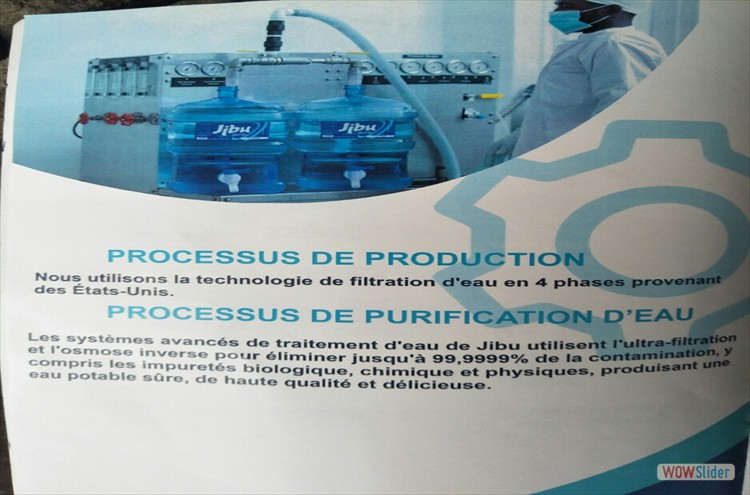 Jibu Jibu
PROCESSUS DE PRODUCTION
Nous utilisons la technologie de filtration d'eau en 4 phases provenant
des États-Unis.
PROCESSUS DE PURIFICATION D'EAU
Les systèmes avancés de traitement d'eau de Jibu utilisent l'ultra-filtration
et l'osmose inverse pour éliminer jusqu'à 99,9999% de la contamination, y
compris les impuretés biologique, chimique et physiques, produisant une
eau potable sûre, de haute qualité et délicieuse.
WOWSlider